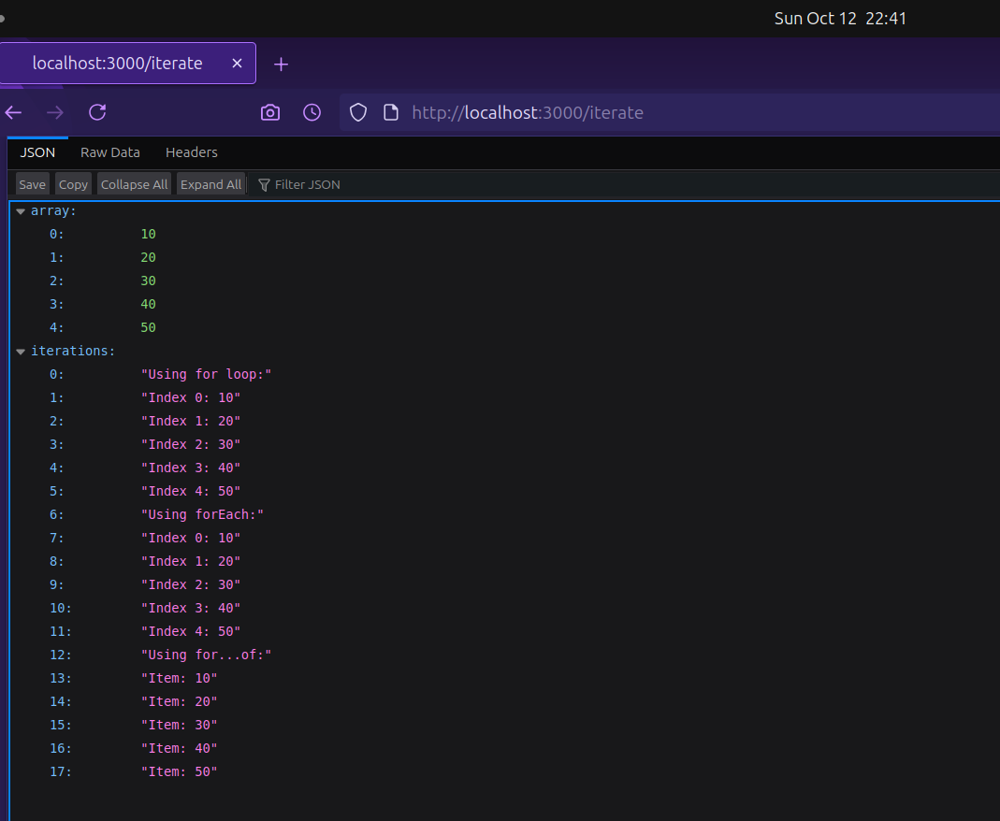 Sun Oct 12 22:41
localhost:3000/iterate
http://localhost:3000/iterate
JSON Raw Data Headers
Save Copy Collapse All Expand All Filter JSON
array:
0: 10
1: 20
2: 30
3: 40
4: 50
iterations:
0: "Using for loop:"
1: "Index 0: 10"
2: "Index 1: 20"
3: "Index 2: 30"
4: "Index 3: 40"
5: "Index 4: 50"
6: "Using forEach:"
7: "Index 0: 10"
8: "Index 1: 20"
9: "Index 2: 30"
10: "Index 3: 40"
11: "Index 4: 50"
12: "Using for...of:"
13: "Item: 10"
14: "Item: 20"
15: "Item: 30"
16: "Item: 40"
17: "Item: 50"